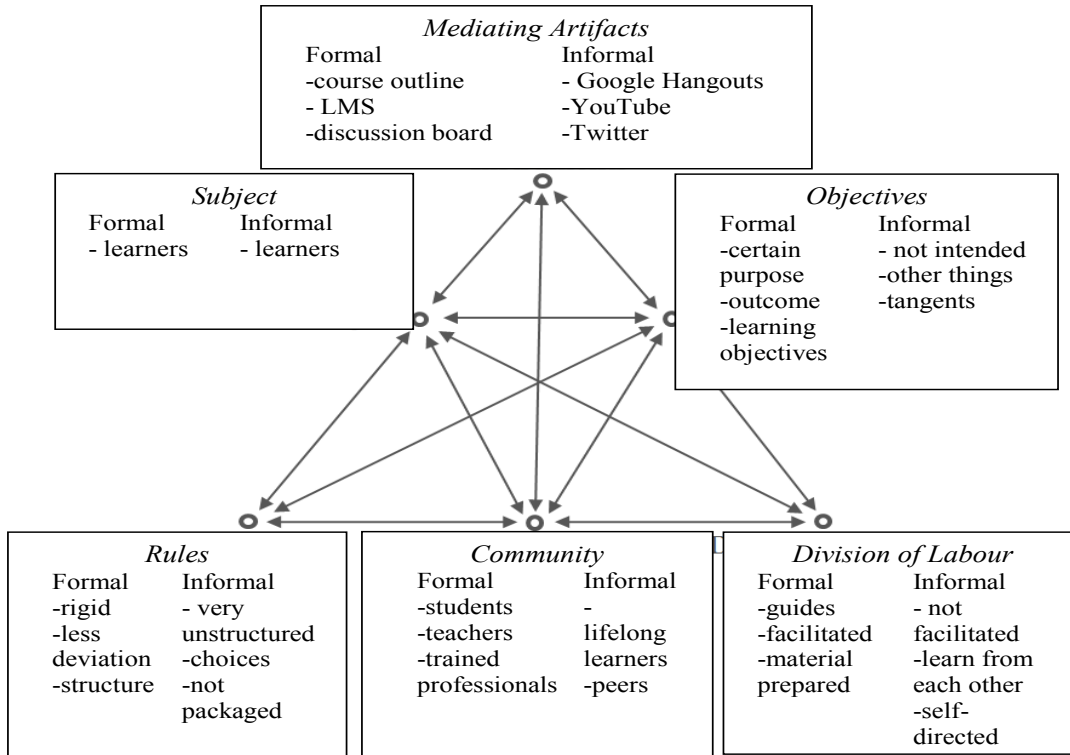 Mediating Artifacts
Formal Informal
-course outline - Google Hangouts
- LMS -YouTube
-discussion board -Twitter
Subject
Formal Informal
- learners - learners
Objectives
Formal Informal
-certain - not intended
purpose -other things
-outcome -tangents
-learning
objectives
Rules
Formal Informal
-rigid - very
-less unstructured
deviation -choices
-structure -not
packaged
Community
Formal Informal
-students -
-teachers lifelong
-trained learners
professionals -peers
D
Division of Labour
Formal Informal
-guides - not
-facilitated facilitated
-material -learn from
prepared each other
-self-
directed